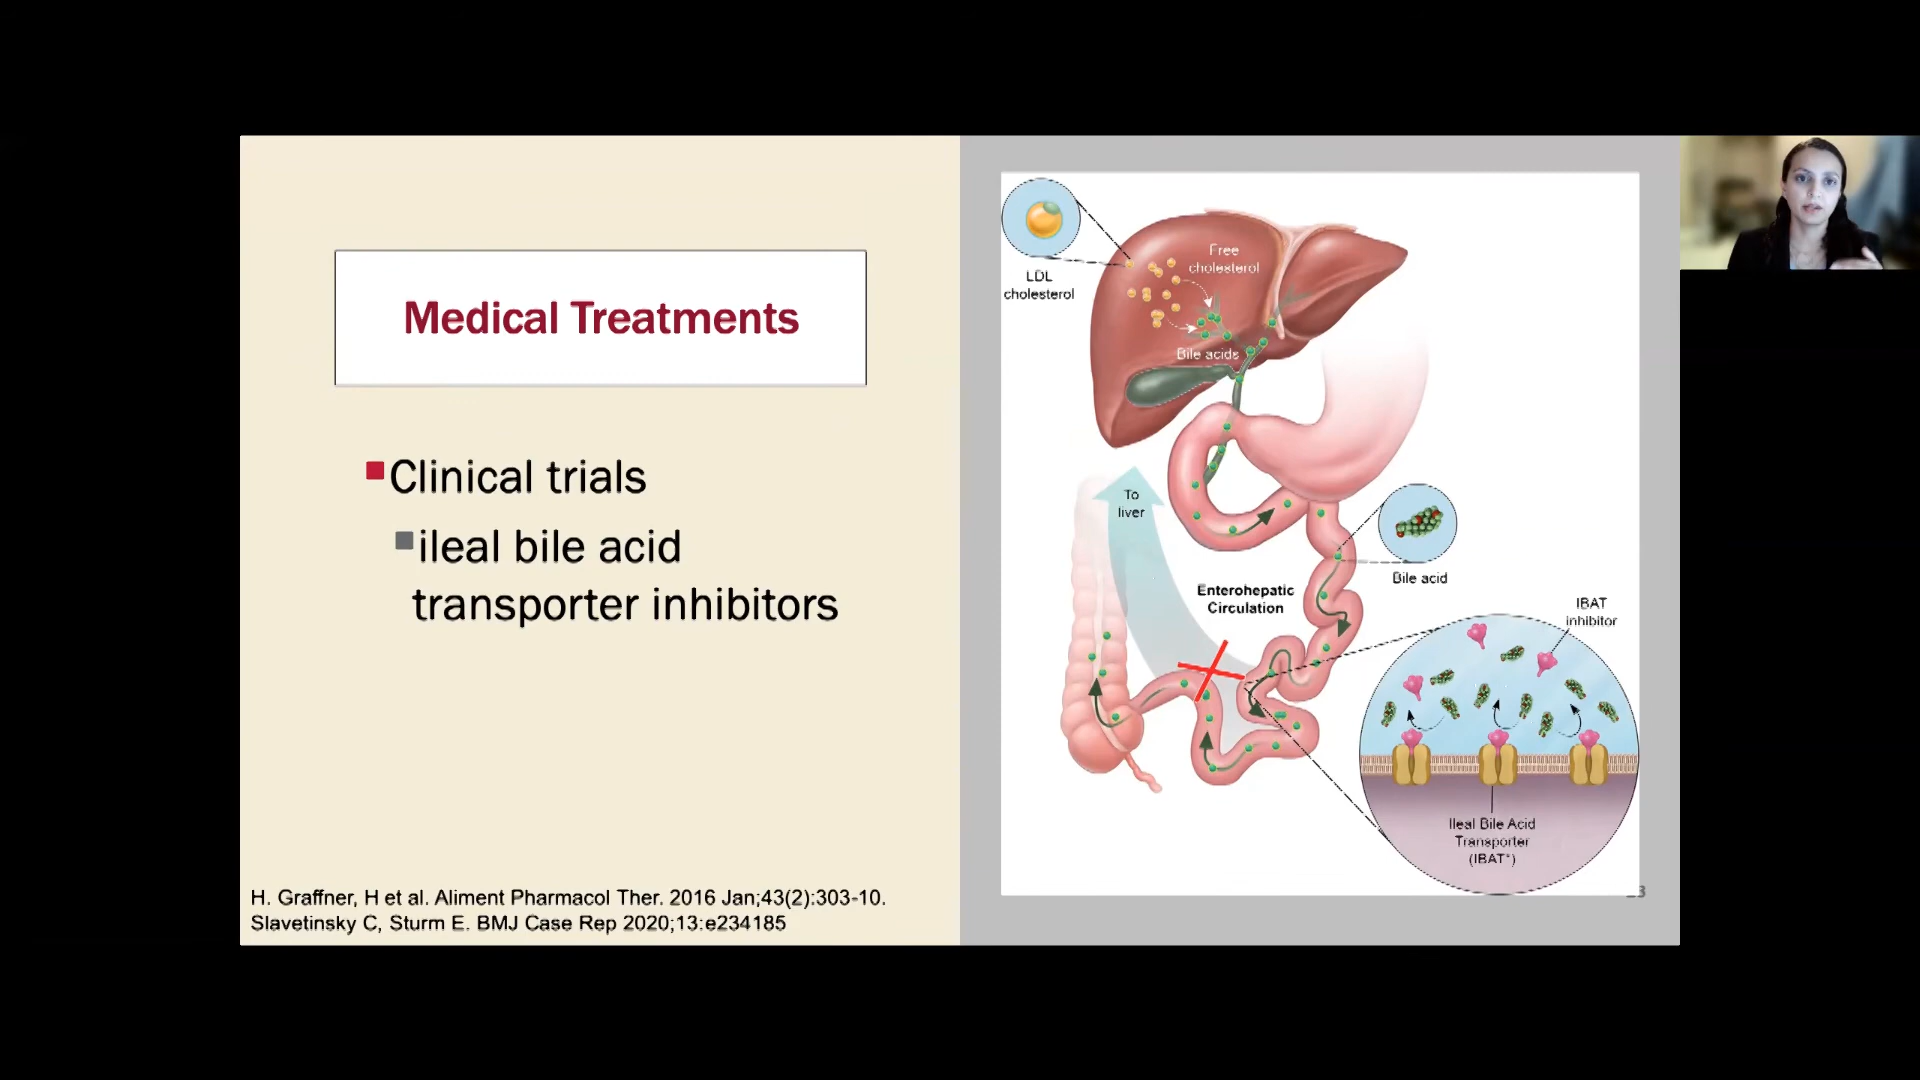 Medical Treatments
Clinical trials
ileal bile acid
transporter inhibitors
H. Graffner, H et al. Aliment Pharmacol Ther. 2016 Jan;43(2):303-10.
Slavetinsky C, Sturm E. BMJ Case Rep 2020;13:e234185
LDL
cholesterol
Free
cholesterol
Bile acids
To
liver
Bile acid
Enterohepatic
Circulation
IBAT
inhibitor
Ileal Bile Acid
Transporter
(IBAT*)